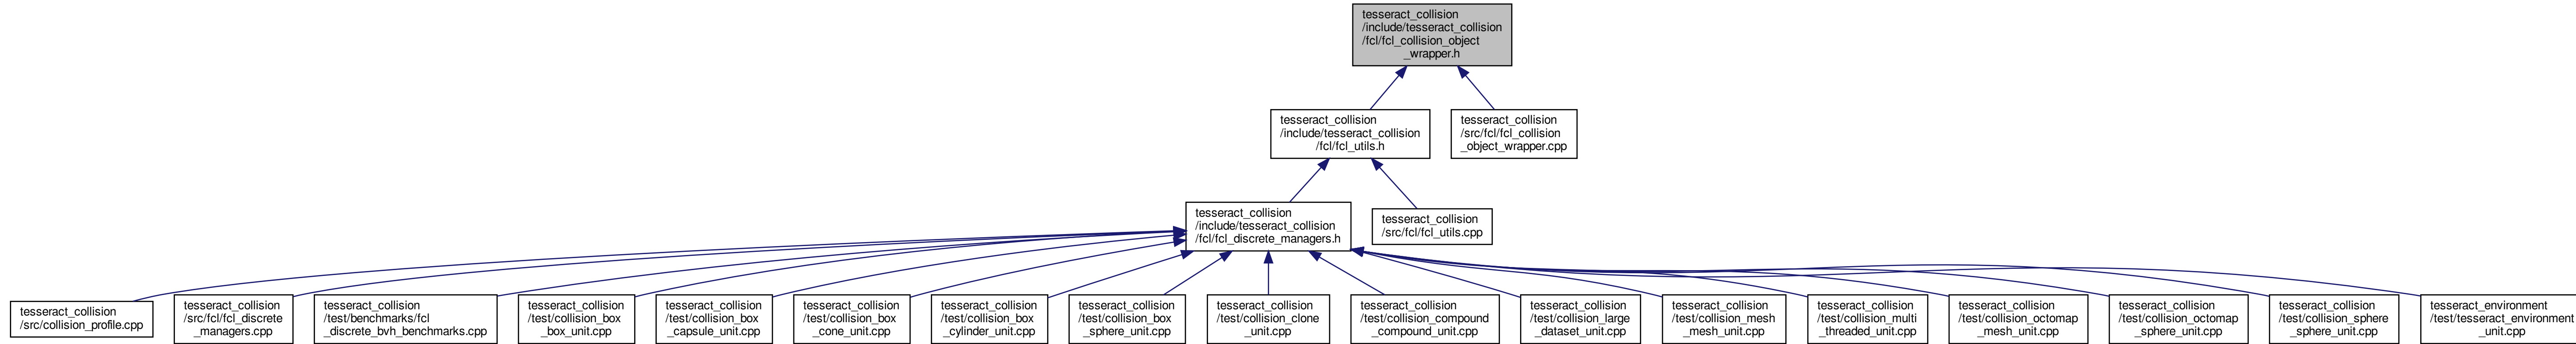 tesseract_collision
/include/tesseract_collision
/fcl/fcl_collision_object
_wrapper.h
tesseract_collision
/include/tesseract_collision
/fcl/fcl_utils.h
tesseract_collision
/src/fcl/fcl_collision
_object_wrapper.cpp
tesseract_collision
/include/tesseract_collision
/fcl/fcl_discrete_managers.h
tesseract_collision
/src/fcl/fcl_utils.cpp
tesseract_collision
/src/collision_profile.cpp
tesseract_collision
/src/fcl/fcl_discrete
_managers.cpp
tesseract_collision
/test/benchmarks/fcl
_discrete_bvh_benchmarks.cpp
tesseract_collision
/test/collision_box
_box_unit.cpp
tesseract_collision
/test/collision_box
_capsule_unit.cpp
tesseract_collision
/test/collision_box
_cone_unit.cpp
tesseract_collision
/test/collision_box
_cylinder_unit.cpp
tesseract_collision
/test/collision_box
_sphere_unit.cpp
tesseract_collision
/test/collision_clone
_unit.cpp
tesseract_collision
/test/collision_compound
_compound_unit.cpp
tesseract_collision
/test/collision_large
_dataset_unit.cpp
tesseract_collision
/test/collision_mesh
_mesh_unit.cpp
tesseract_collision
/test/collision_multi
_threaded_unit.cpp
tesseract_collision
/test/collision_octomap
_mesh_unit.cpp
tesseract_collision
/test/collision_octomap
_sphere_unit.cpp
tesseract_collision
/test/collision_sphere
_sphere_unit.cpp
tesseract_environment
/test/tesseract_environment
_unit.cpp